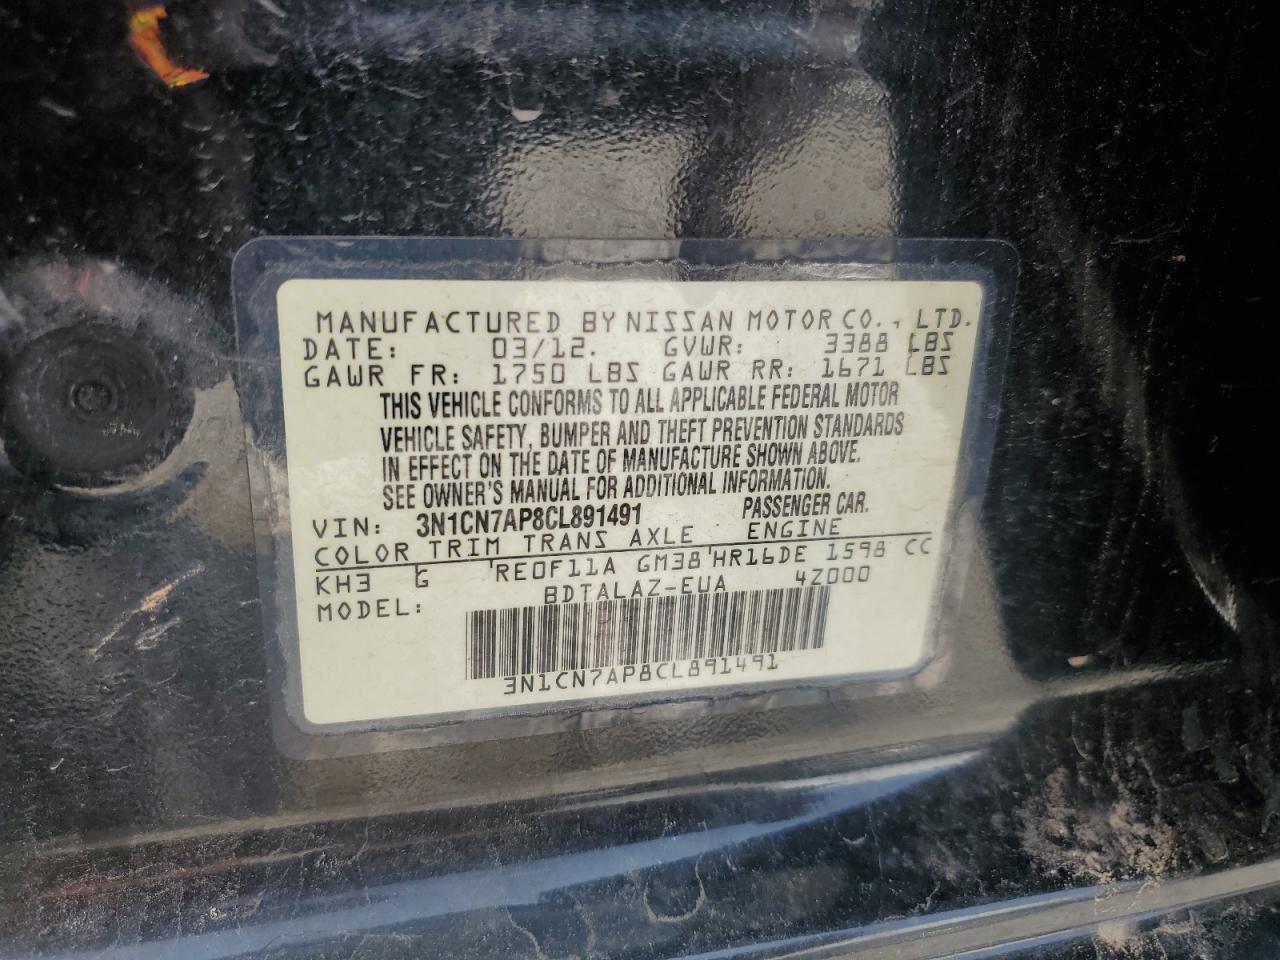 MANUFACTURED BY NISSAN MOTOR CO., LTD.
DATE: 03/12. GVWR: 3388 LBS
GAWR FR: 1750 LBS GAWR RR: 1671 LBS
THIS VEHICLE CONFORMS TO ALL APPLICABLE FEDERAL MOTOR
VEHICLE SAFETY, BUMPER AND THEFT PREVENTION STANDARDS
IN EFFECT ON THE DATE OF MANUFACTURE SHOWN ABOVE.
SEE OWNER'S MANUAL FOR ADDITIONAL INFORMATION.
VIN: 3N1CN7AP8CL891491 PASSENGER CAR.
COLOR TRIM TRANS AXLE ENGINE
KH3 G RE0F11A GM38 HR16DE 1598 CC
MODEL: BDTALAZ-EUA 4Z000
3N1CN7AP8CL891491